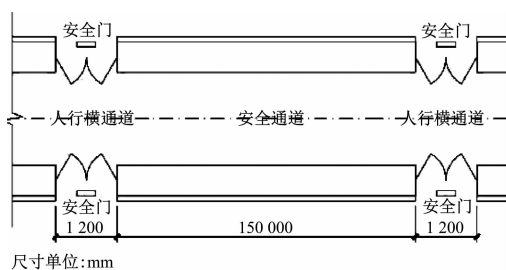 安全门 安全门
人行横通道 安全通道 人行横通道
安全门 安全门
1 200 150 000 1 200
尺寸单位:mm